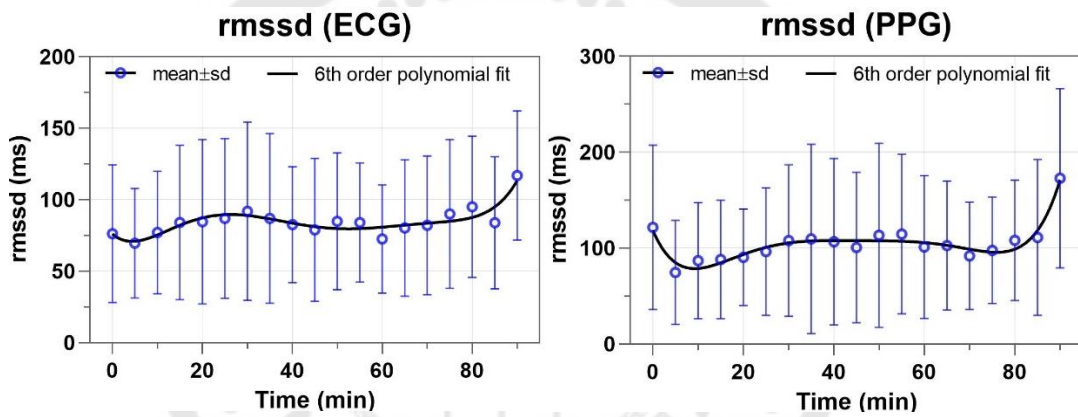 rmssd (ECG)
200
150
100
50
0
rmssd (ms)
mean±sd
6th order polynomial fit
0 20 40 60 80
Time (min)
rmssd (PPG)
300
200
100
0
rmssd (ms)
mean±sd
6th order polynomial fit
0 20 40 60 80
Time (min)